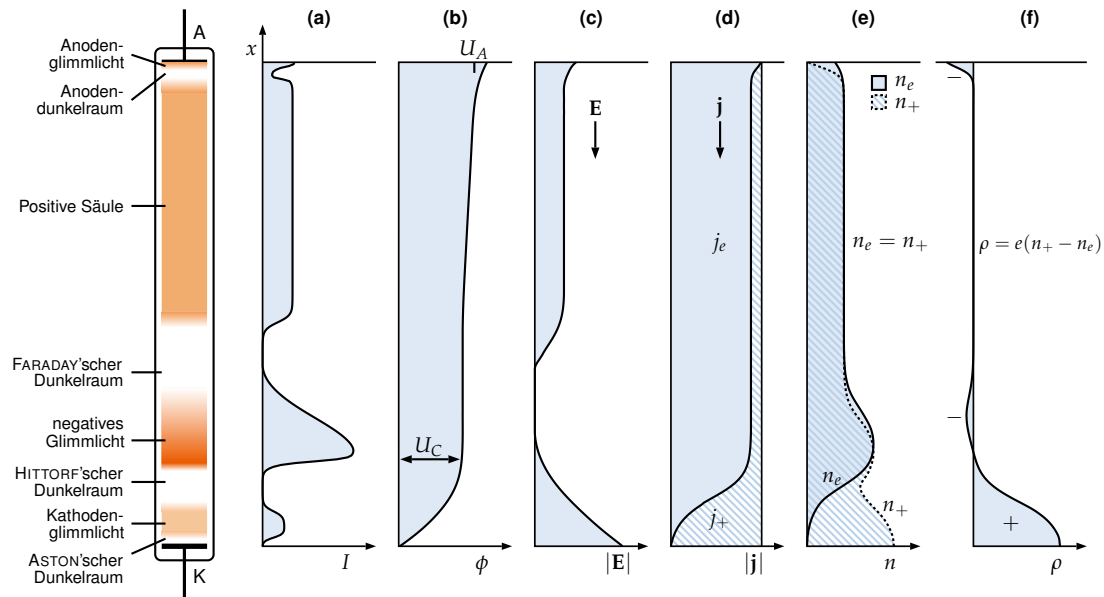 (a)
(b)
(c)
(d)
(e)
(f)
A
Anoden-
glimmlicht
Anoden-
dunkelraum
Positive Säule
FARADAY'scher
Dunkelraum
negatives
Glimmlicht
HITTORF'scher
Dunkelraum
Kathoden-
glimmlicht
ASTON'scher
Dunkelraum
K
x
I
U_A
U_C
ϕ
E
|E|
j
j_e
j_+
|j|
n_e
n_+
n_e = n_+
n_e
n_+
n
−
ρ = e(n_+ − n_e)
−
+
ρ